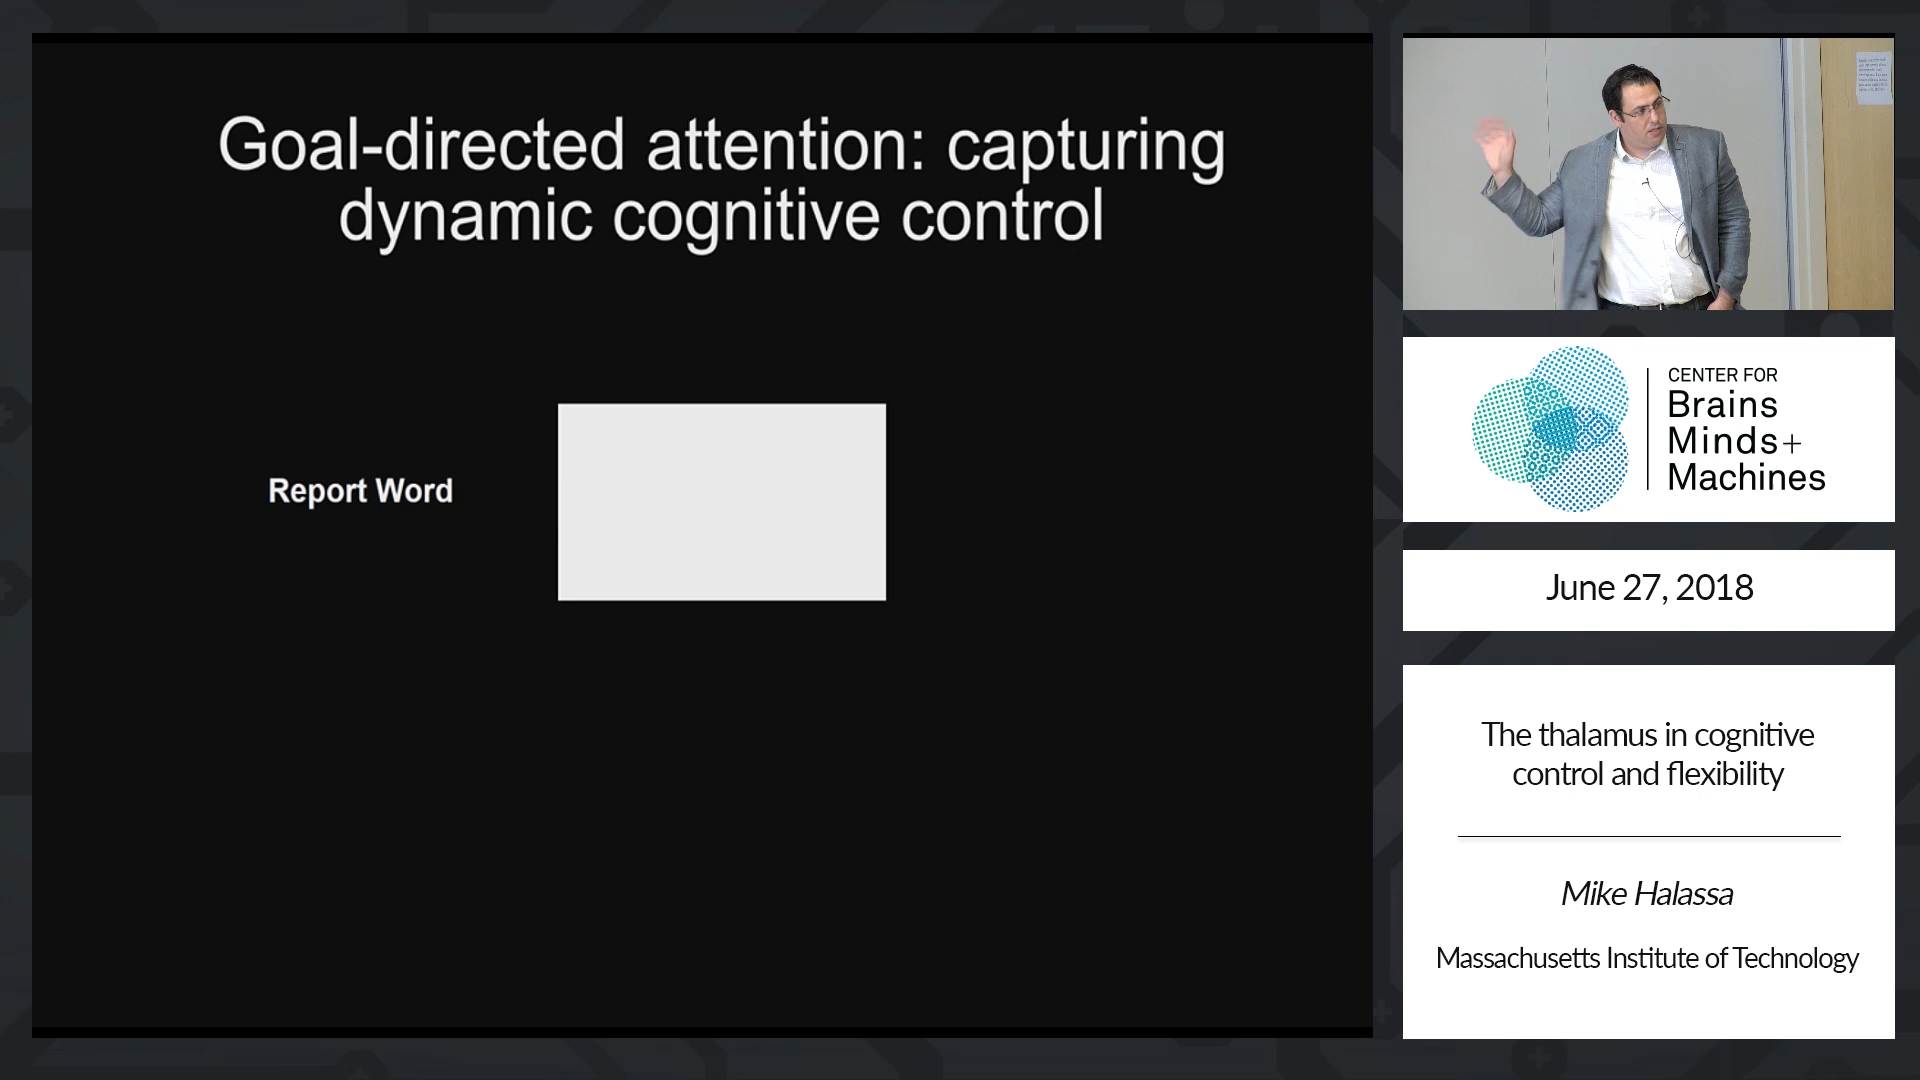 Goal-directed attention: capturing
dynamic cognitive control
Report Word
CENTER FOR
Brains
Minds+
Machines
June 27, 2018
The thalamus in cognitive
control and flexibility
Mike Halassa
Massachusetts Institute of Technology